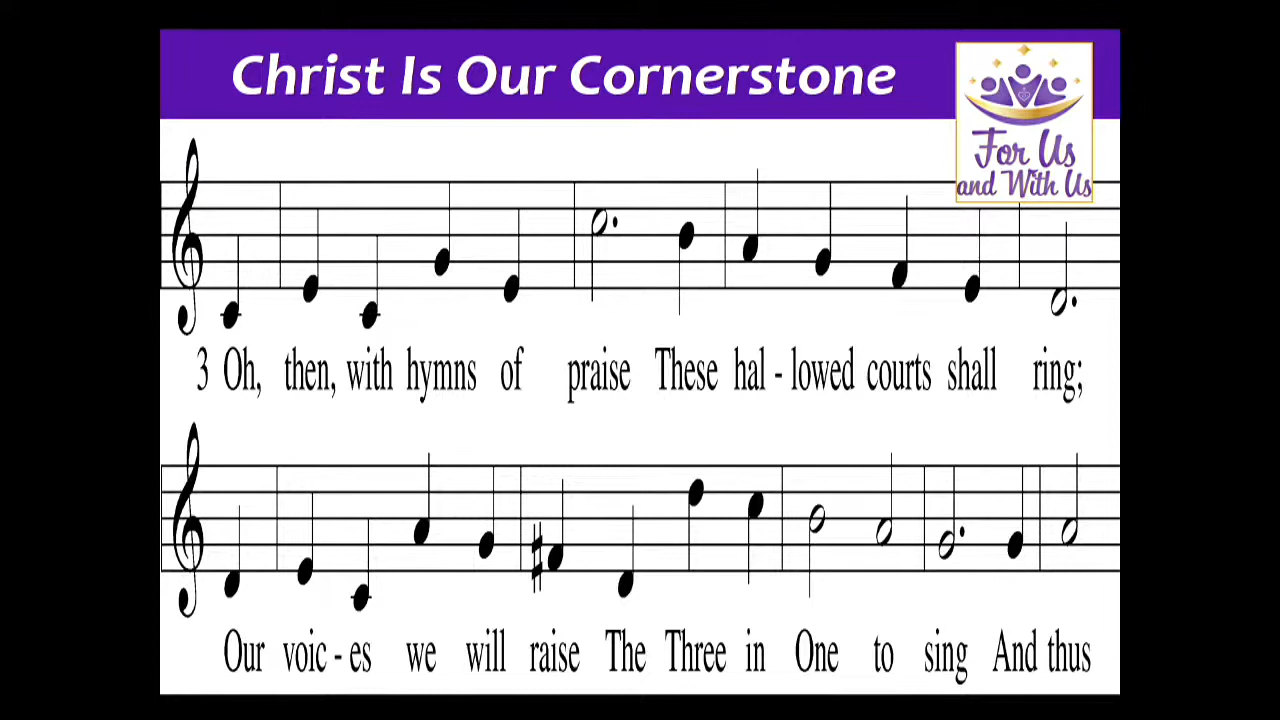 Christ Is Our Cornerstone
For Us
and With Us
3 Oh, then, with hymns of praise These hal - lowed courts shall ring;
Our voic - es we will raise The Three in One to sing And thus